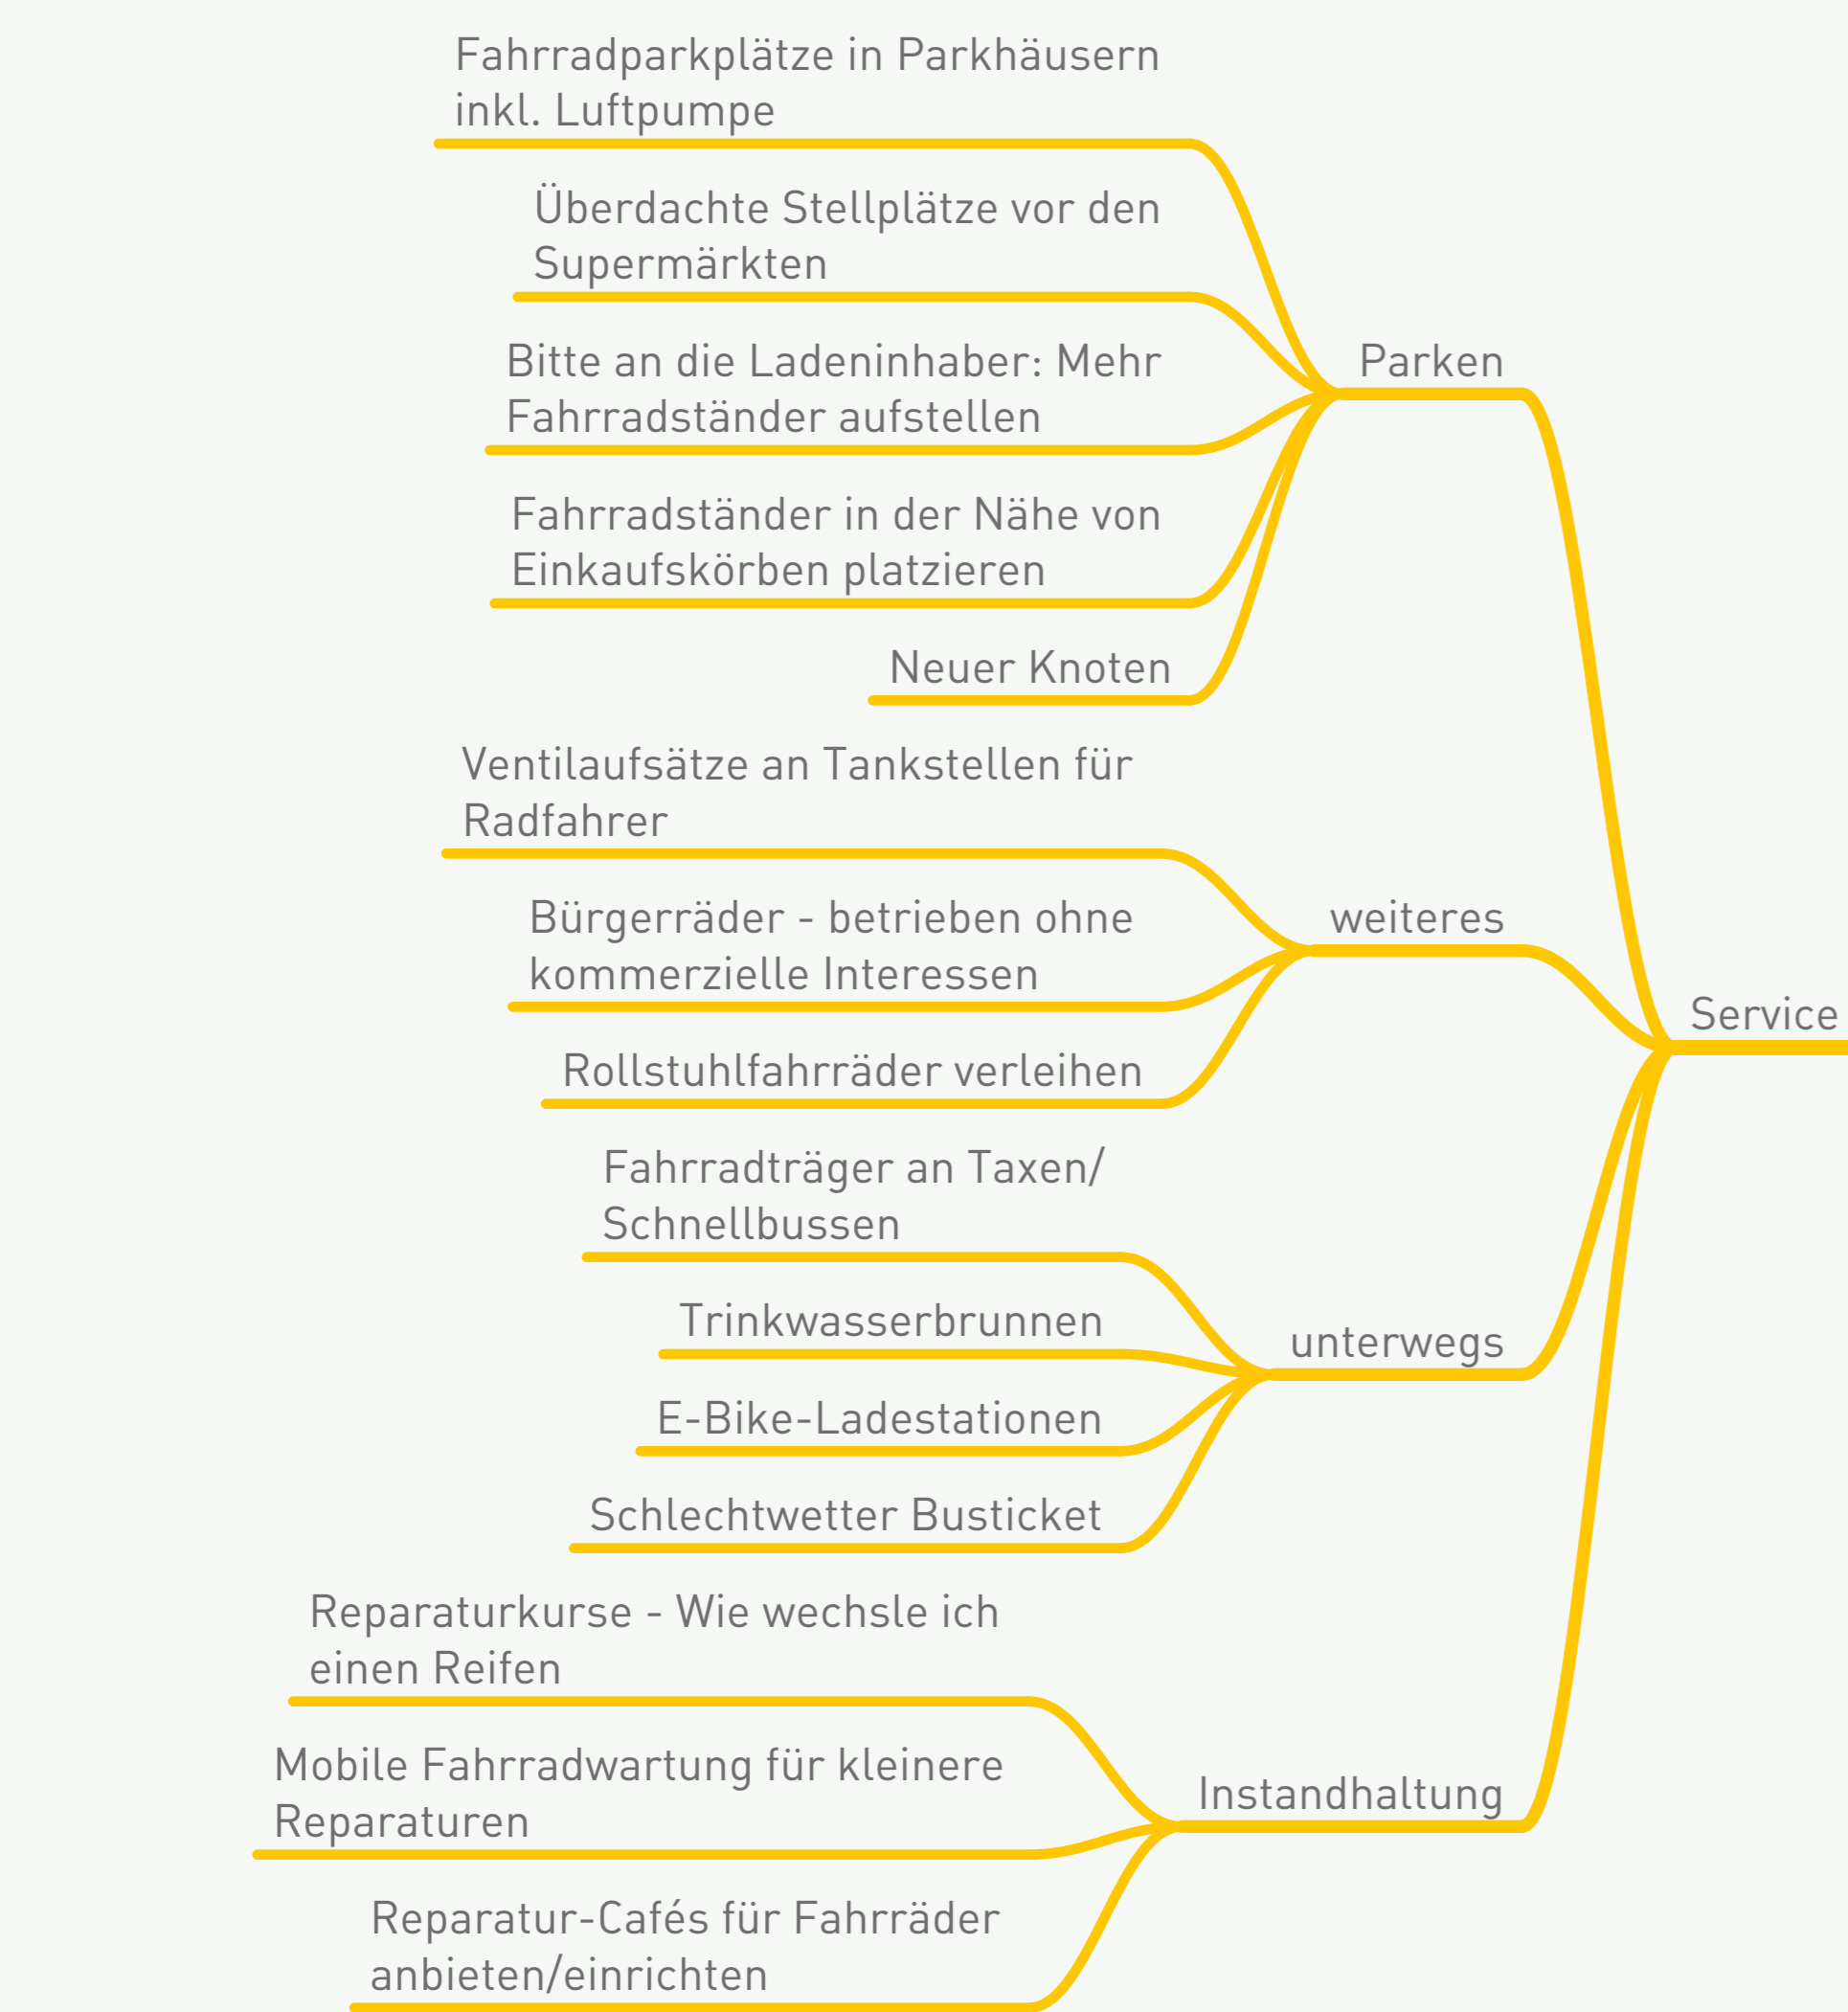 Fahrradparkplätze in Parkhäusern
inkl. Luftpumpe
Überdachte Stellplätze vor den
Supermärkten
Bitte an die Ladeninhaber: Mehr
Fahrradständer aufstellen
Fahrradständer in der Nähe von
Einkaufskörben platzieren
Neuer Knoten
Parken
Ventilaufsätze an Tankstellen für
Radfahrer
Bürgerräder - betrieben ohne
kommerzielle Interessen
Rollstuhlfahrräder verleihen
weiteres
Service
Fahrradträger an Taxen/
Schnellbussen
Trinkwasserbrunnen
E-Bike-Ladestationen
Schlechtwetter Busticket
unterwegs
Reparaturkurse - Wie wechsle ich
einen Reifen
Mobile Fahrradwartung für kleinere
Reparaturen
Reparatur-Cafés für Fahrräder
anbieten/einrichten
Instandhaltung